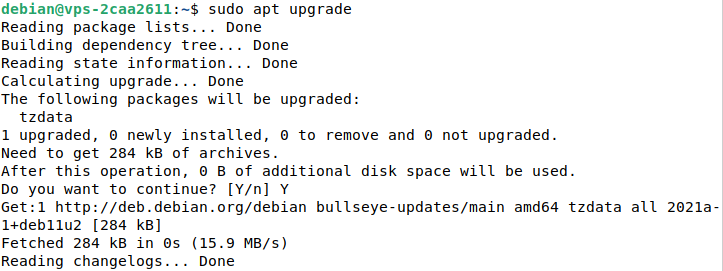 debian@vps-2caa2611:~$ sudo apt upgrade
Reading package lists... Done
Building dependency tree... Done
Reading state information... Done
Calculating upgrade... Done
The following packages will be upgraded:
  tzdata
1 upgraded, 0 newly installed, 0 to remove and 0 not upgraded.
Need to get 284 kB of archives.
After this operation, 0 B of additional disk space will be used.
Do you want to continue? [Y/n] Y
Get:1 http://deb.debian.org/debian bullseye-updates/main amd64 tzdata all 2021a-
1+deb11u2 [284 kB]
Fetched 284 kB in 0s (15.9 MB/s)
Reading changelogs... Done